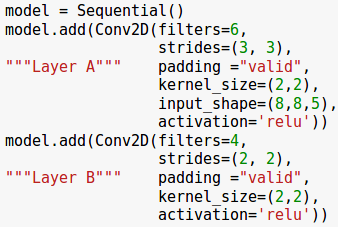 model = Sequential()
model.add(Conv2D(filters=6,
strides=(3, 3),
"""Layer A""" padding ="valid",
kernel_size=(2,2),
input_shape=(8,8,5),
activation='relu'))
model.add(Conv2D(filters=4,
strides=(2, 2),
"""Layer B""" padding ="valid",
kernel_size=(2,2),
activation='relu'))